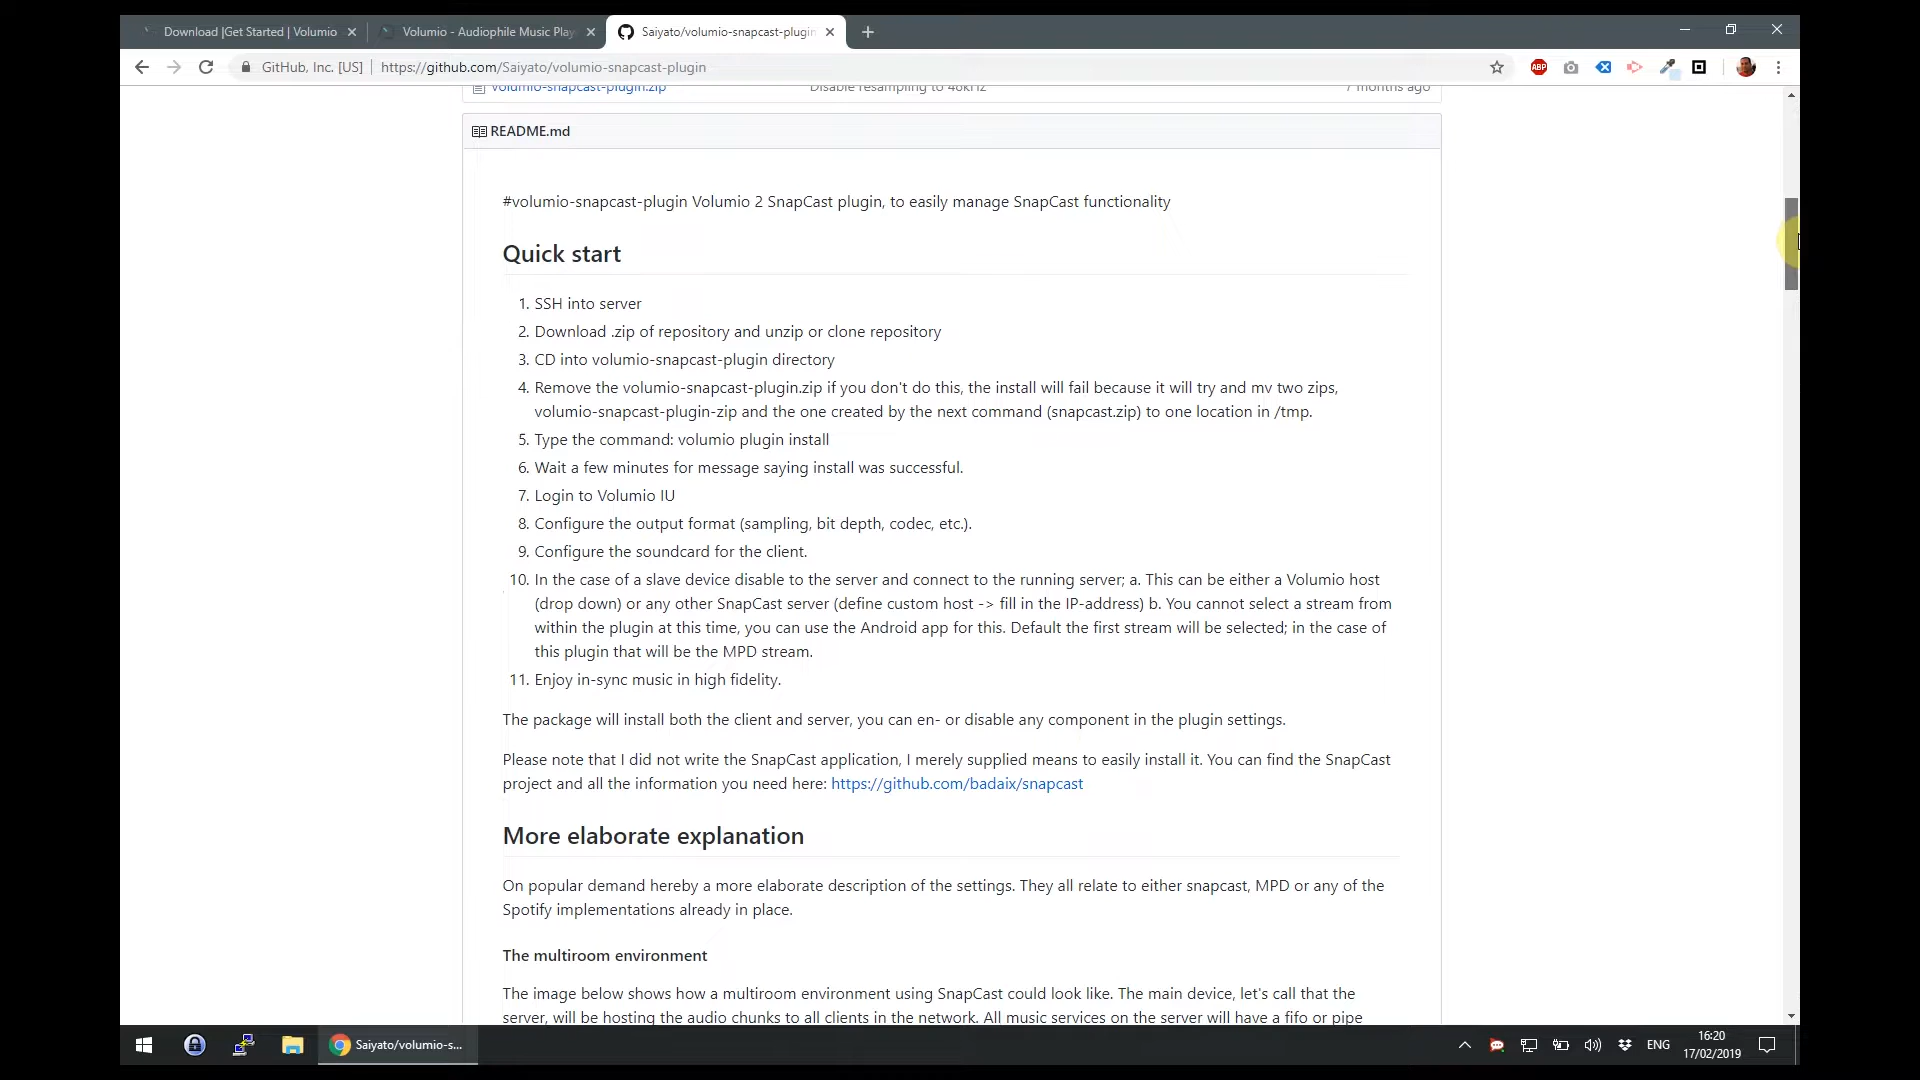 Download |Get Started | Volumio
Volumio - Audiophile Music Play
Saiyato/volumio-snapcast-plugin
GitHub, Inc. [US]
https://github.com/Saiyato/volumio-snapcast-plugin
ABP
volumio-snapcast-plugin.zip
Disable resampling to 48kHz
7 months ago
README.md
#volumio-snapcast-plugin Volumio 2 SnapCast plugin, to easily manage SnapCast functionality
Quick start
1. SSH into server
2. Download .zip of repository and unzip or clone repository
3. CD into volumio-snapcast-plugin directory
4. Remove the volumio-snapcast-plugin.zip if you don't do this, the install will fail because it will try and mv two zips,
volumio-snapcast-plugin-zip and the one created by the next command (snapcast.zip) to one location in /tmp.
5. Type the command: volumio plugin install
6. Wait a few minutes for message saying install was successful.
7. Login to Volumio IU
8. Configure the output format (sampling, bit depth, codec, etc.).
9. Configure the soundcard for the client.
10. In the case of a slave device disable to the server and connect to the running server; a. This can be either a Volumio host
(drop down) or any other SnapCast server (define custom host -> fill in the IP-address) b. You cannot select a stream from
within the plugin at this time, you can use the Android app for this. Default the first stream will be selected; in the case of
this plugin that will be the MPD stream.
11. Enjoy in-sync music in high fidelity.
The package will install both the client and server, you can en- or disable any component in the plugin settings.
Please note that I did not write the SnapCast application, I merely supplied means to easily install it. You can find the SnapCast
project and all the information you need here: https://github.com/badaix/snapcast
More elaborate explanation
On popular demand hereby a more elaborate description of the settings. They all relate to either snapcast, MPD or any of the
Spotify implementations already in place.
The multiroom environment
The image below shows how a multiroom environment using SnapCast could look like. The main device, let's call that the
server, will be hosting the audio chunks to all clients in the network. All music services on the server will have a fifo or pipe
Saiyato/volumio-s...
ENG
16:20
17/02/2019